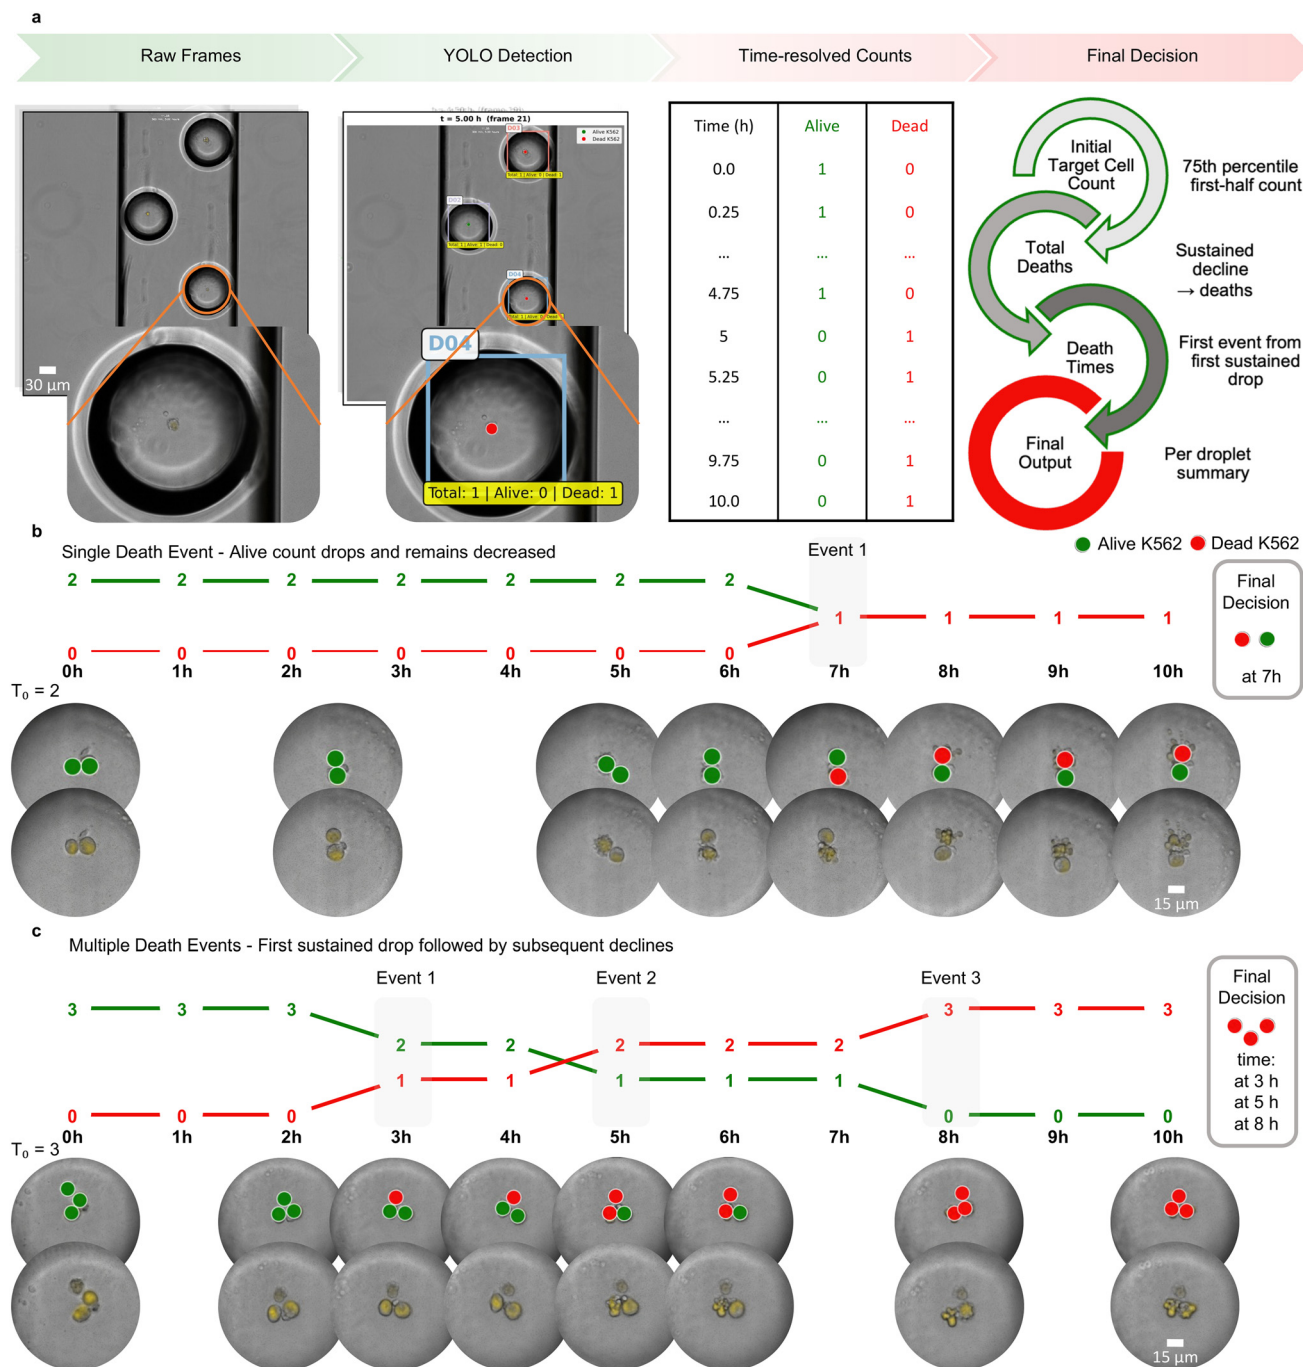 a
Raw Frames
YOLO Detection
Time-resolved Counts
Final Decision
30 µm
t = 5.00 h (frame 21)
Alive K562
Dead K562
D03
Total: 1 | Alive: 0 | Dead: 1
D02
Total: 1 | Alive: 1 | Dead: 0
D04
D04
Total: 1 | Alive: 0 | Dead: 1
Time (h) Alive Dead
0.0 1 0
0.25 1 0
... ... ...
4.75 1 0
5 0 1
5.25 0 1
... ... ...
9.75 0 1
10.0 0 1
Initial
Target Cell
Count
75th percentile
first-half count
Total
Deaths
Sustained
decline
→ deaths
Death
Times
First event from
first sustained
drop
Final
Output
Per droplet
summary
b
Alive K562 Dead K562
Single Death Event - Alive count drops and remains decreased
Event 1
2 2 2 2 2 2 2
1 1 1 1
0 0 0 0 0 0 0
0h 1h 2h 3h 4h 5h 6h 7h 8h 9h 10h
Final
Decision
at 7h
T₀ = 2
15 µm
c
Multiple Death Events - First sustained drop followed by subsequent declines
Event 1 Event 2 Event 3
3 3 3 3 3 3
2 2 2 2 2
1 1 1 1 1
0 0 0 0 0 0
0h 1h 2h 3h 4h 5h 6h 7h 8h 9h 10h
Final
Decision
time:
at 3 h
at 5 h
at 8 h
T₀ = 3
15 µm